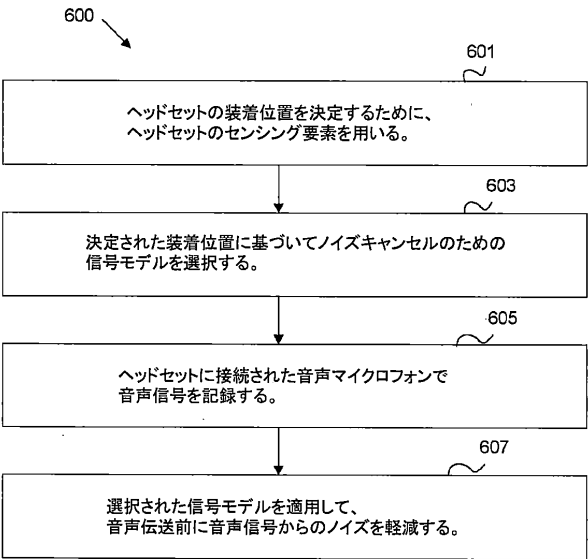 600
601
ヘッドセットの装着位置を決定するために、
ヘッドセットのセンシング要素を用いる。
603
決定された装着位置に基づいてノイズキャンセルのための
信号モデルを選択する。
605
ヘッドセットに接続された音声マイクロフォンで
音声信号を記録する。
607
選択された信号モデルを適用して、
音声伝送前に音声信号からのノイズを軽減する。